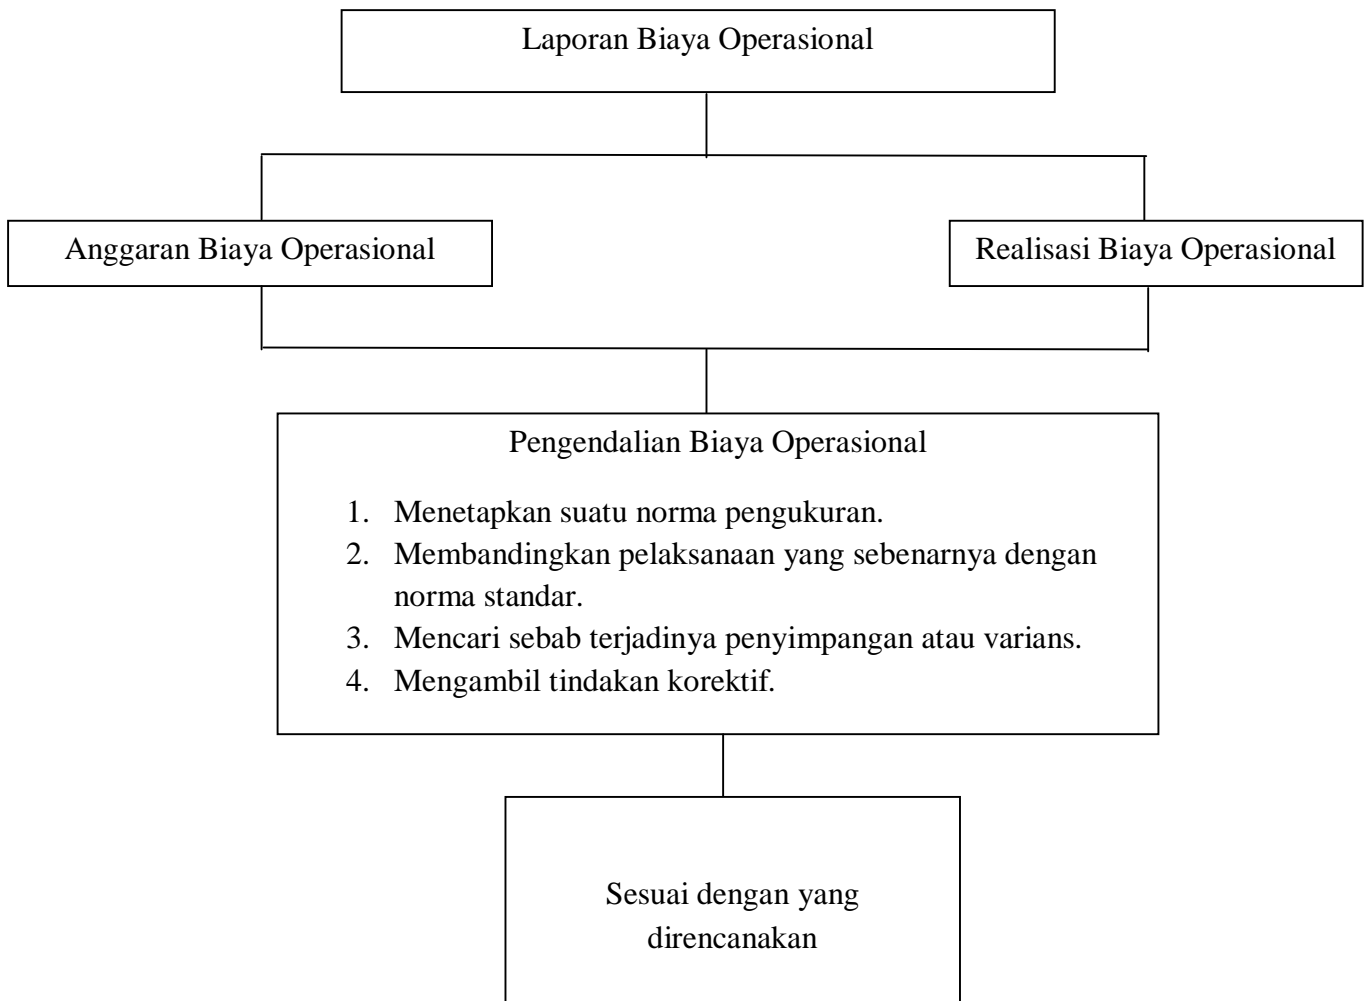 Laporan Biaya Operasional
Anggaran Biaya Operasional
Realisasi Biaya Operasional
Pengendalian Biaya Operasional
1. Menetapkan suatu norma pengukuran.
2. Membandingkan pelaksanaan yang sebenarnya dengan
norma standar.
3. Mencari sebab terjadinya penyimpangan atau varians.
4. Mengambil tindakan korektif.
Sesuai dengan yang
direncanakan